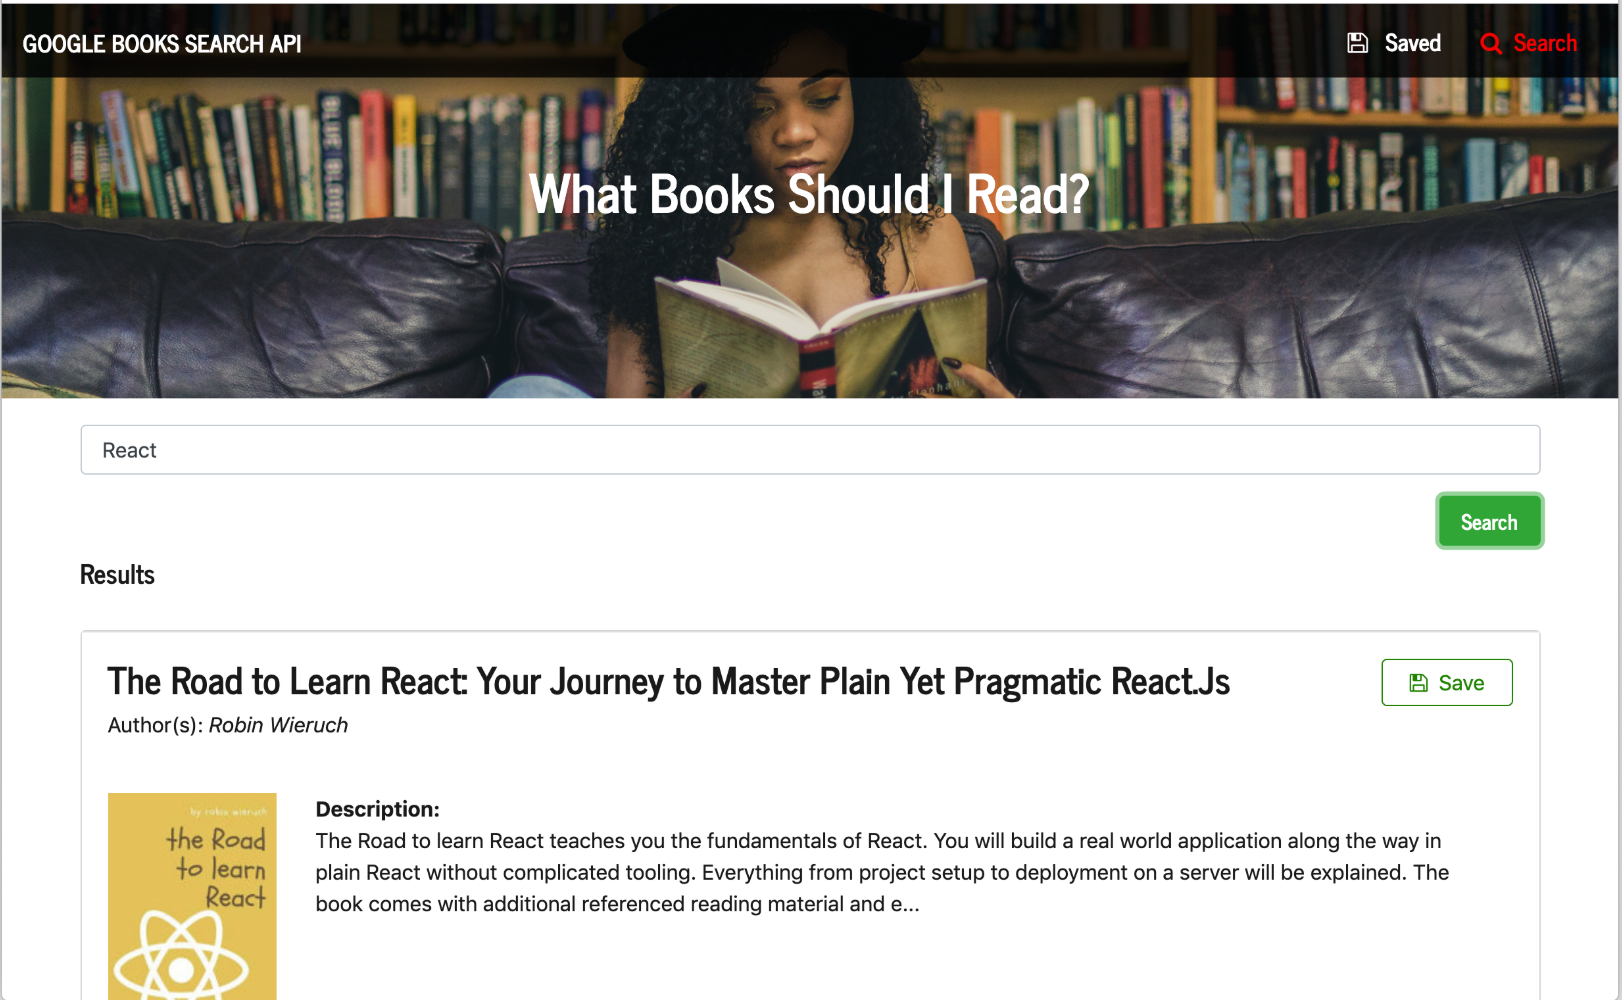 GOOGLE BOOKS SEARCH API
Saved
Search
What Books Should I Read?
React
Search
Results
The Road to Learn React: Your Journey to Master Plain Yet Pragmatic React.Js
Save
Author(s): Robin Wieruch
by robin wieruch
the Road
to learn
React
Description:
The Road to learn React teaches you the fundamentals of React. You will build a real world application along the way in
plain React without complicated tooling. Everything from project setup to deployment on a server will be explained. The
book comes with additional referenced reading material and e...